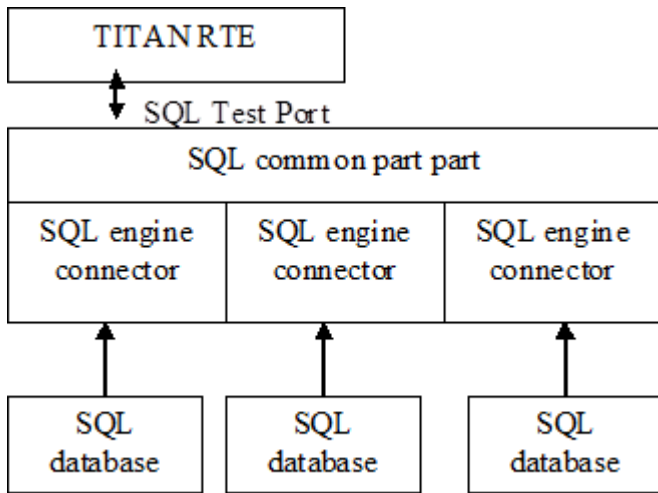 TITAN RTE
SQL Test Port
SQL common part part
SQL engine
connector
SQL engine
connector
SQL engine
connector
SQL
database
SQL
database
SQL
database